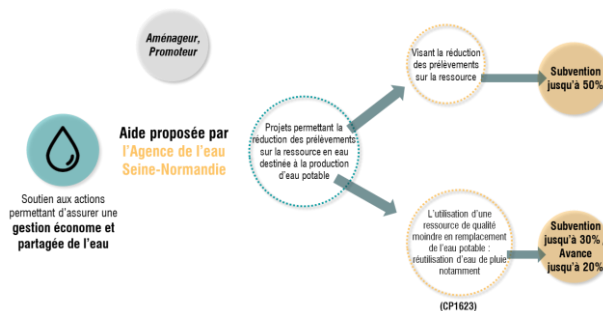 Aménageur,
Promoteur
Visant la réduction
des prélèvements
sur la ressource
Subvention
jusqu'à 50%
Aide proposée par
l'Agence de l'eau
Seine-Normandie
Projets permettant la
réduction des prélèvements
sur la ressource en eau
destinée à la production
d'eau potable
Soutien aux actions
permettant d'assurer une
gestion économe et
partagée de l'eau
L'utilisation d'une
ressource de qualité
moindre en remplacement
de l'eau potable :
réutilisation d'eau de pluie
notamment
(CP1623)
Subvention
jusqu'à 30% /
Avance
jusqu'à 20%